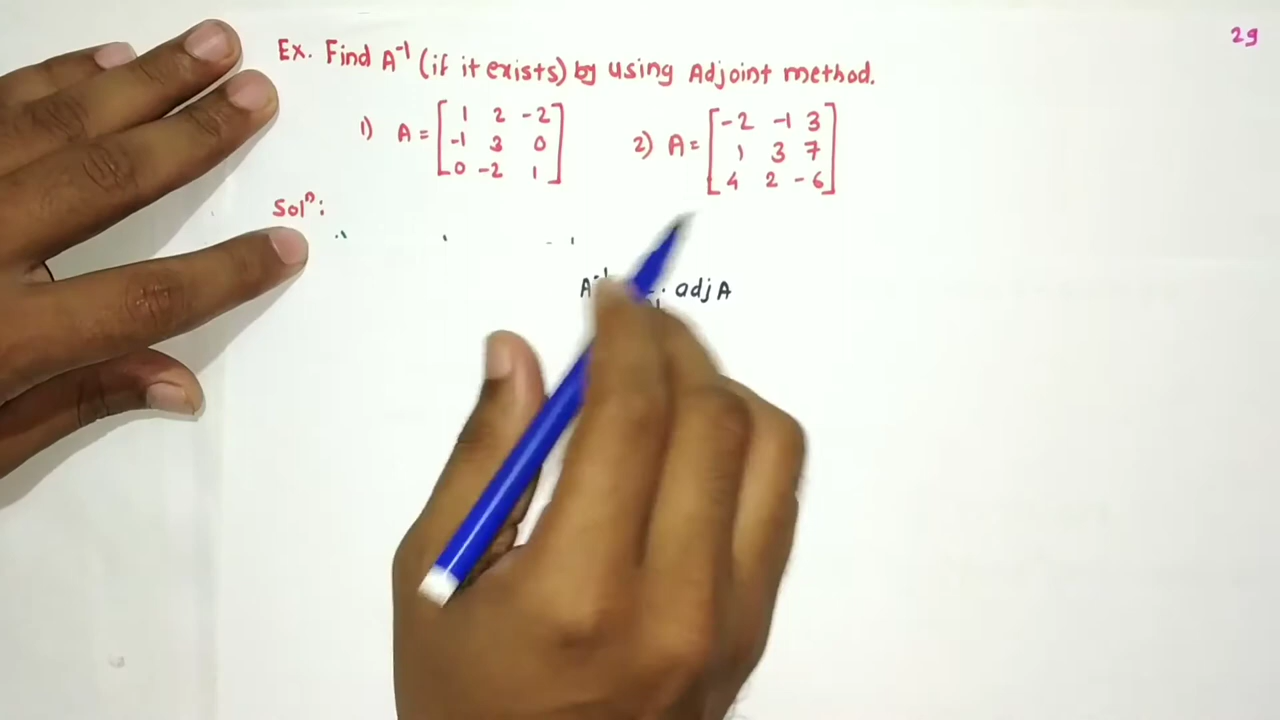 29
Ex. Find A⁻¹ (if it exists) by using Adjoint method.
1) A = [ 1 2 -2 2) A = [ -2 -1 3
-1 3 0 1 3 7
0 -2 1 ] 4 2 -6 ]
Solⁿ:
A⁻¹ . adj A